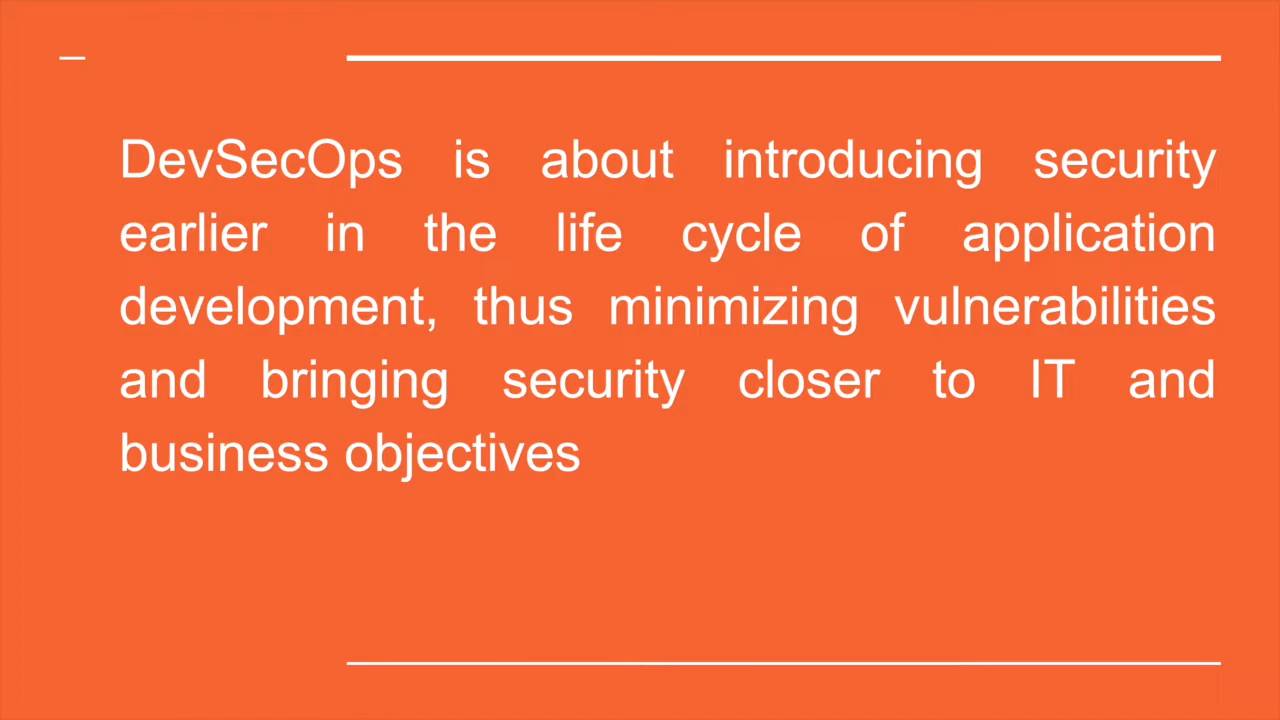 DevSecOps is about introducing security
earlier in the life cycle of application
development, thus minimizing vulnerabilities
and bringing security closer to IT and
business objectives